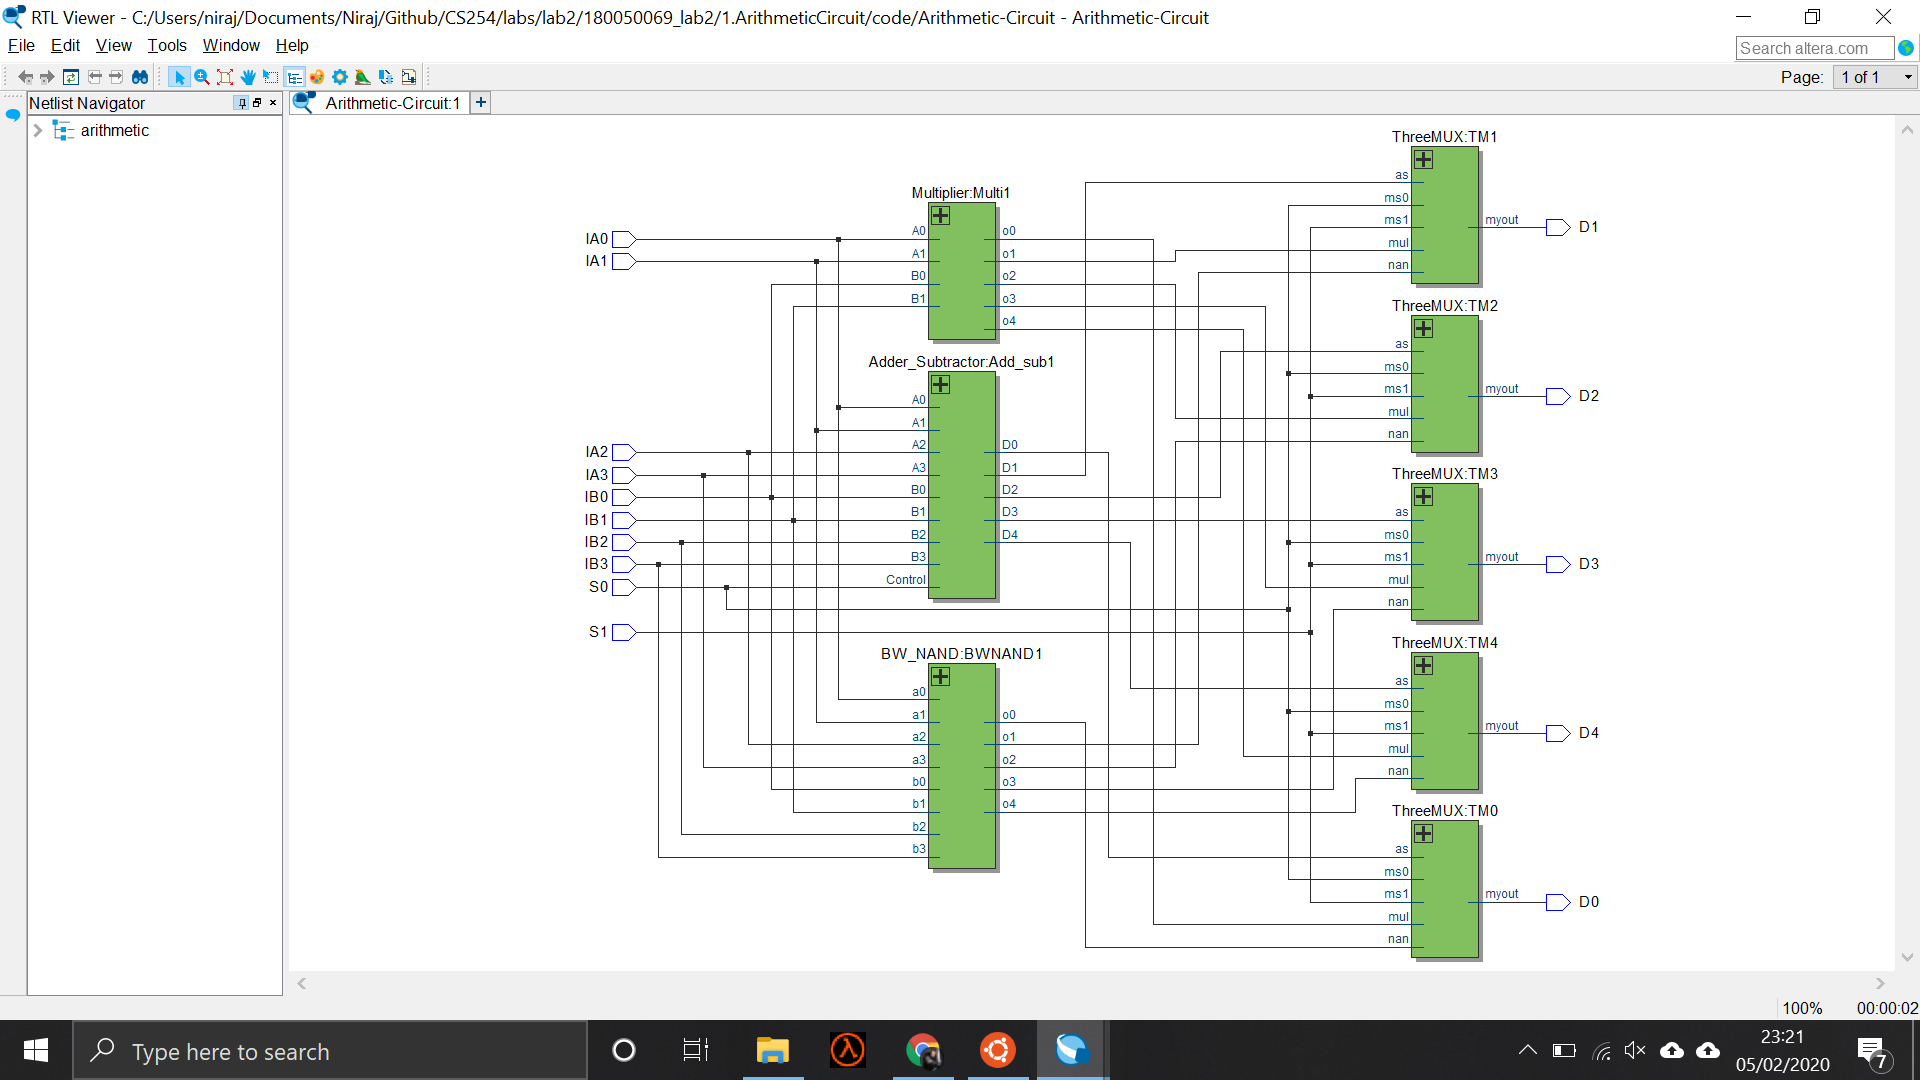 RTL Viewer - C:/Users/niraj/Documents/Niraj/Github/CS254/labs/lab2/180050069_lab2/1.ArithmeticCircuit/code/Arithmetic-Circuit - Arithmetic-Circuit
File Edit View Tools Window Help
Search altera.com
Page: 1 of 1
Netlist Navigator
arithmetic
Arithmetic-Circuit:1
IA0
IA1
IA2
IA3
IB0
IB1
IB2
IB3
S0
S1
Multiplier:Multi1
A0 o0
A1 o1
B0 o2
B1 o3
o4
Adder_Subtractor:Add_sub1
A0
A1
A2 D0
A3 D1
B0 D2
B1 D3
B2 D4
B3
Control
BW_NAND:BWNAND1
a0
a1 o0
a2 o1
a3 o2
b0 o3
b1 o4
b2
b3
ThreeMUX:TM1
as
ms0
ms1 myout D1
mul
nan
ThreeMUX:TM2
as
ms0
ms1 myout D2
mul
nan
ThreeMUX:TM3
as
ms0
ms1 myout D3
mul
nan
ThreeMUX:TM4
as
ms0
ms1 myout D4
mul
nan
ThreeMUX:TM0
as
ms0
ms1 myout D0
mul
nan
100% 00:00:02
Type here to search
23:21
05/02/2020
7